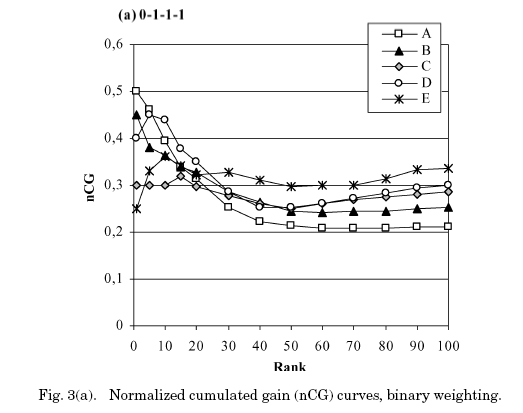 (a) 0-1-1-1
A
B
C
D
E
0,6
0,5
0,4
0,3
0,2
0,1
0
nCG
0 10 20 30 40 50 60 70 80 90 100
Rank
Fig. 3(a). Normalized cumulated gain (nCG) curves, binary weighting.